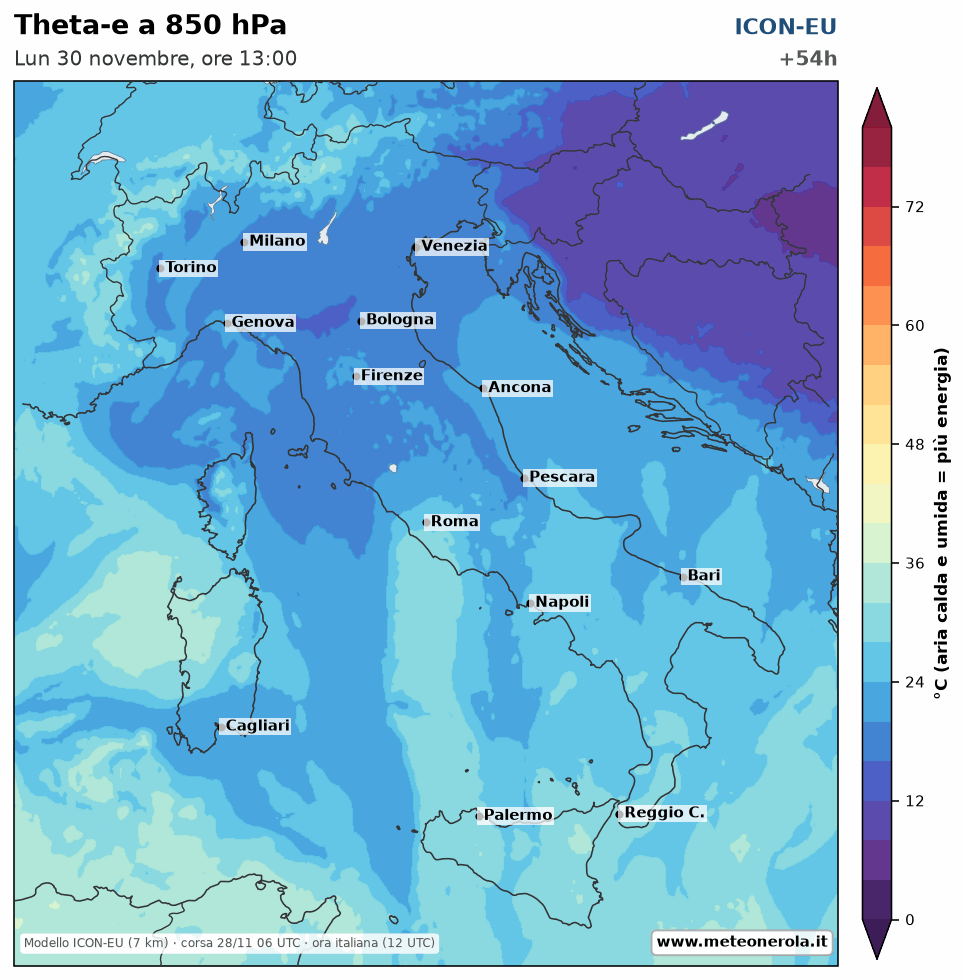 Theta-e a 850 hPa
ICON-EU
Lun 30 novembre, ore 13:00
+54h
Milano
Venezia
Torino
Genova
Bologna
Firenze
Ancona
Pescara
Roma
Bari
Napoli
Cagliari
Palermo
Reggio C.
72
60
48
36
24
12
0
°C (aria calda e umida = più energia)
Modello ICON-EU (7 km) · corsa 28/11 06 UTC · ora italiana (12 UTC)
www.meteonerola.it